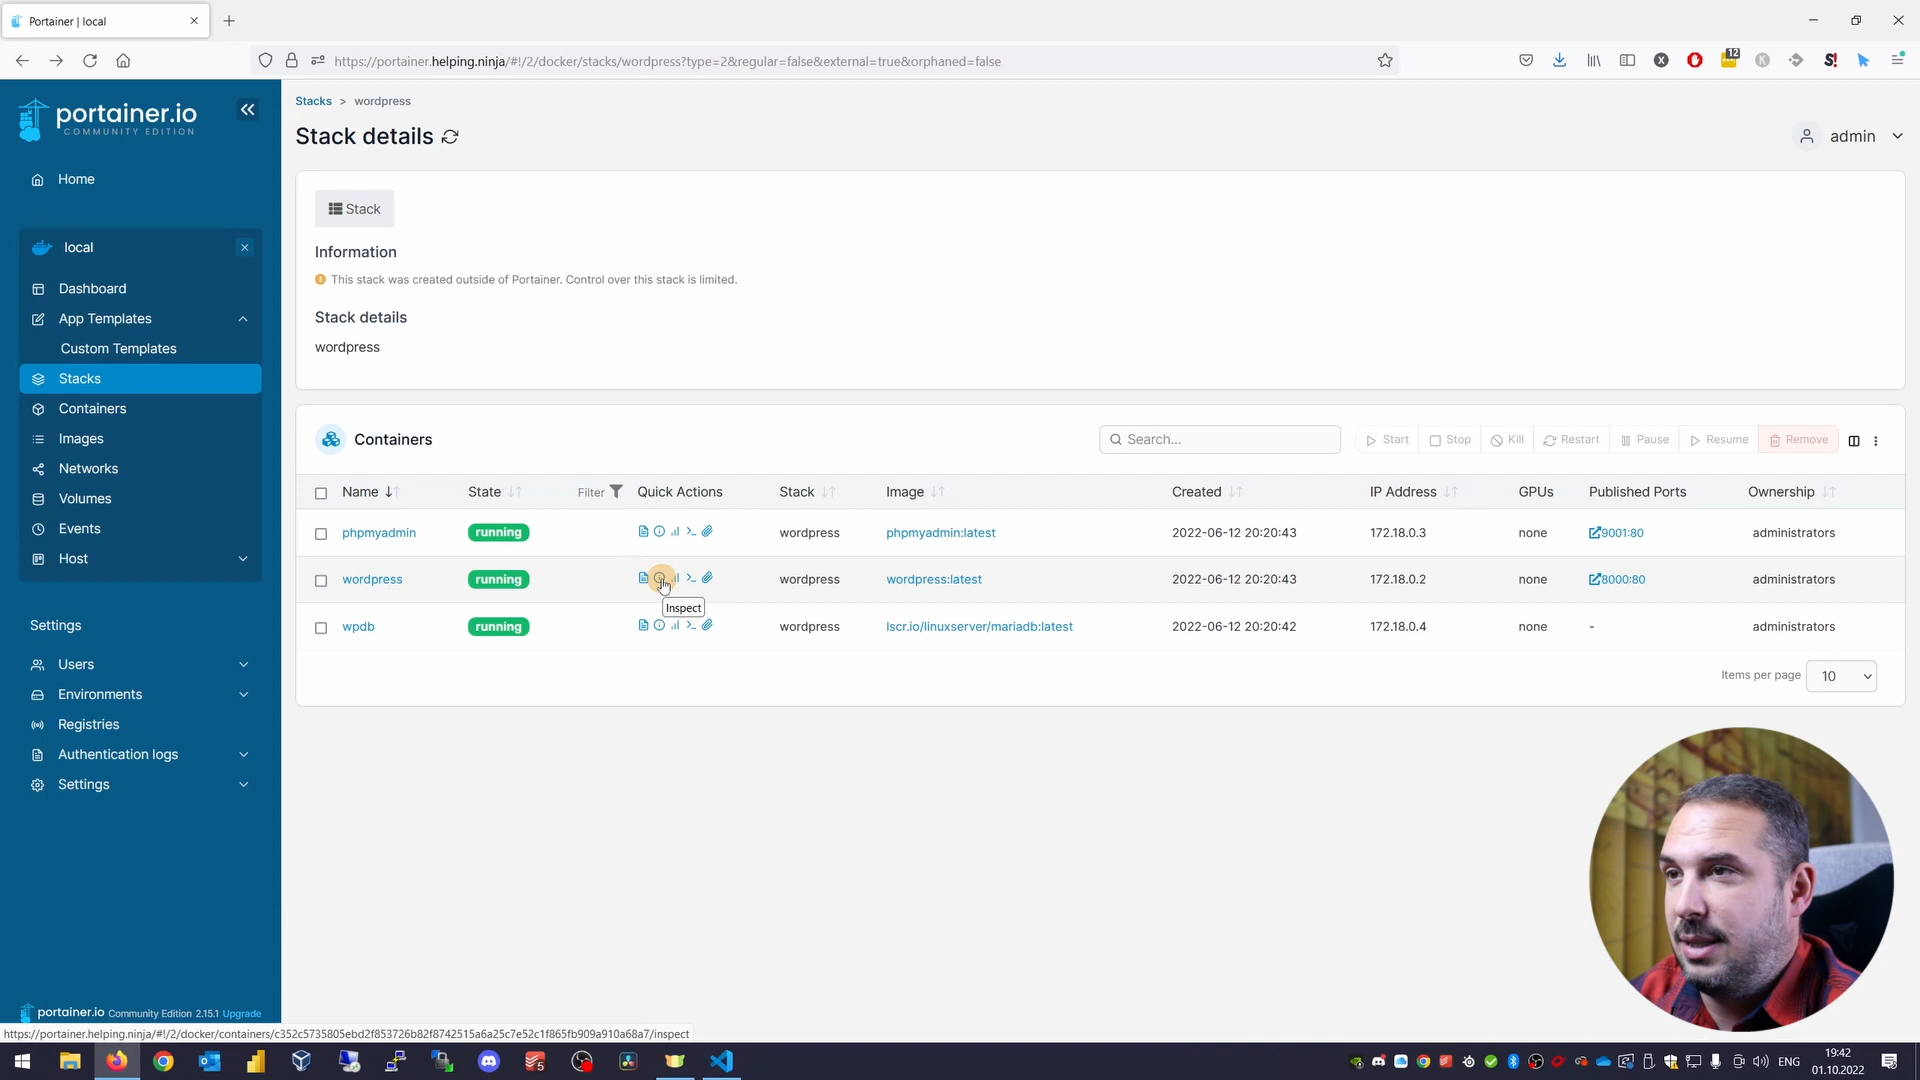 Portainer | local
https://portainer.helping.ninja/#!/2/docker/stacks/wordpress?type=2&regular=false&external=true&orphaned=false
12
portainer.io
COMMUNITY EDITION
Home
local
Dashboard
App Templates
Custom Templates
Stacks
Containers
Images
Networks
Volumes
Events
Host
Settings
Users
Environments
Registries
Authentication logs
Settings
portainer.io Community Edition 2.15.1 Upgrade
Stacks > wordpress
Stack details
admin
Stack
Information
This stack was created outside of Portainer. Control over this stack is limited.
Stack details
wordpress
Containers
Search...
Start Stop Kill Restart Pause Resume Remove
Name State Filter Quick Actions Stack Image Created IP Address GPUs Published Ports Ownership
phpmyadmin running wordpress phpmyadmin:latest 2022-06-12 20:20:43 172.18.0.3 none 9001:80 administrators
wordpress running wordpress wordpress:latest 2022-06-12 20:20:43 172.18.0.2 none 8000:80 administrators
Inspect
wpdb running wordpress lscr.io/linuxserver/mariadb:latest 2022-06-12 20:20:42 172.18.0.4 none - administrators
Items per page 10
https://portainer.helping.ninja/#!/2/docker/containers/c352c5735805ebd2f853726b82f8742515a6a25c7e52c1f865fb909a910a68a7/inspect
5
ENG
19:42
01.10.2022